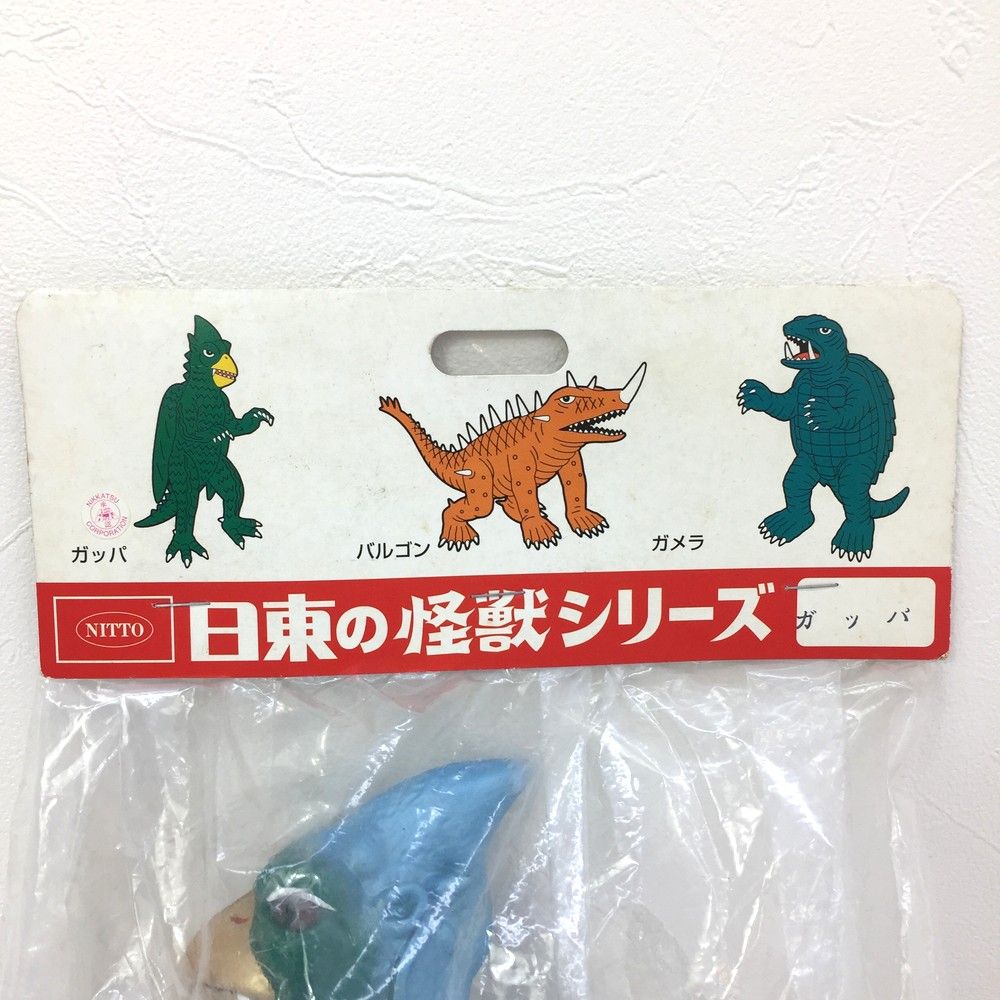 NIKKATSU
CORPORATION
ガッパ
バルゴン
ガメラ
NITTO
日東の怪獣シリーズ
ガッパ